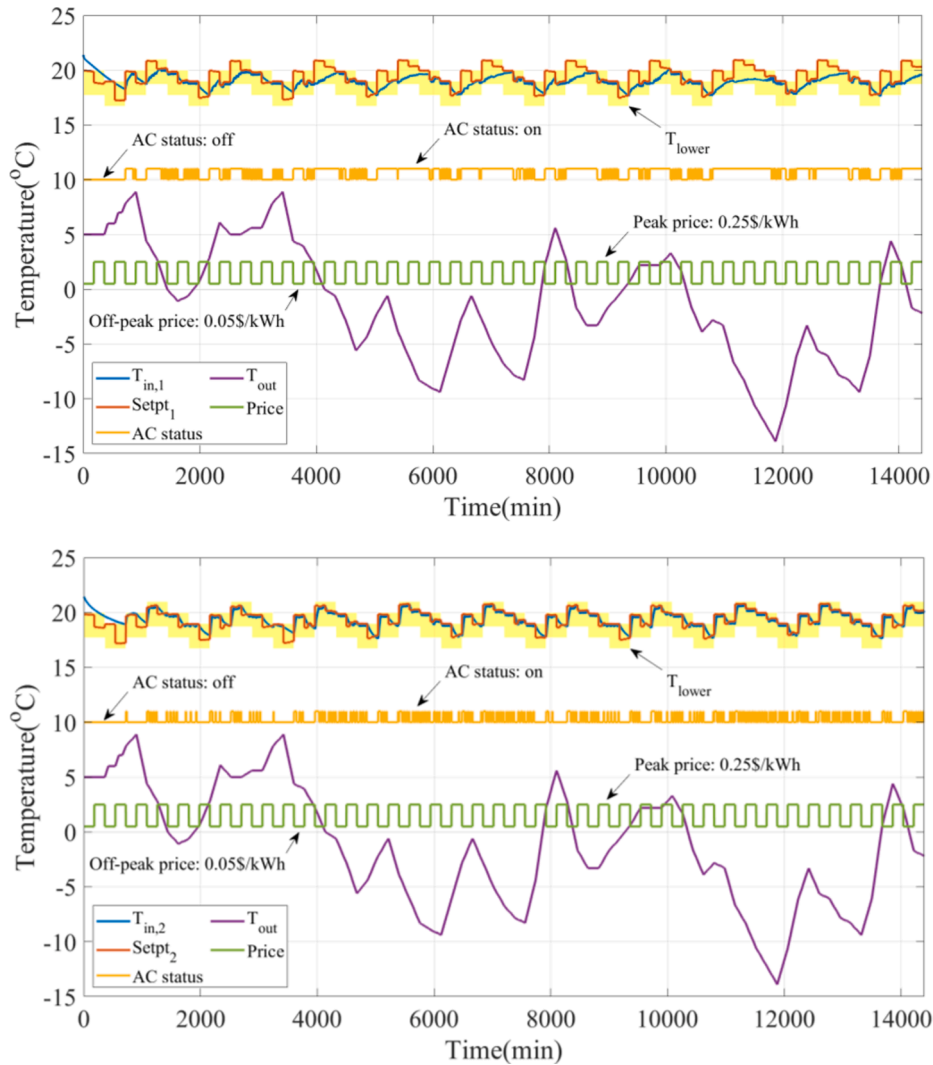 25
20
15
10
5
0
-5
-10
-15
Temperature(°C)
AC status: off
AC status: on
T_lower
Peak price: 0.25$/kWh
Off-peak price: 0.05$/kWh
T_in,1
T_out
Setpt_1
Price
AC status
0 2000 4000 6000 8000 10000 12000 14000
Time(min)
25
20
15
10
5
0
-5
-10
-15
Temperature(°C)
AC status: off
AC status: on
T_lower
Peak price: 0.25$/kWh
Off-peak price: 0.05$/kWh
T_in,2
T_out
Setpt_2
Price
AC status
0 2000 4000 6000 8000 10000 12000 14000
Time(min)